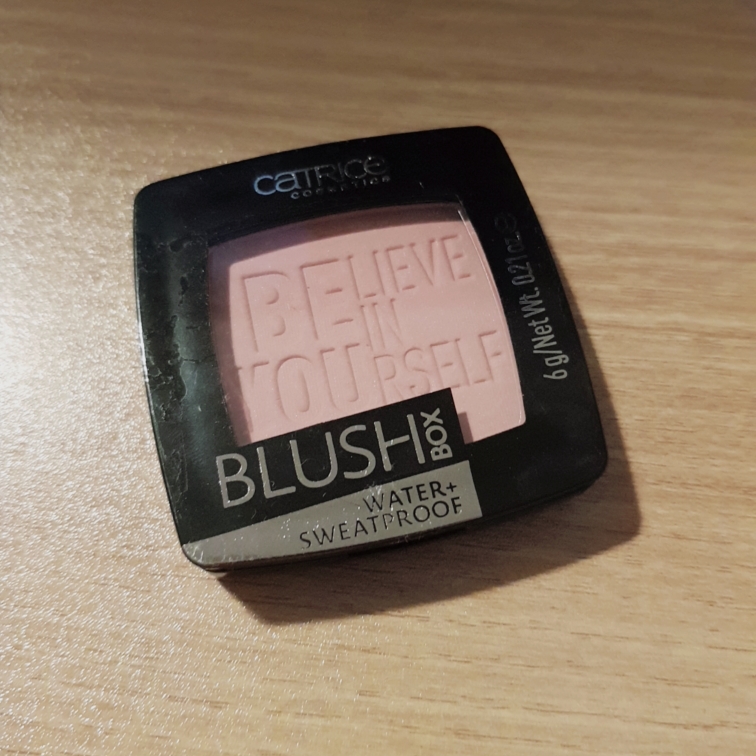 CATRICE
COSMETICS
BELIEVE
IN
YOURSELF
BLUSH BOX
WATER+
SWEATPROOF
6 g/Net Wt. 0.21 oz. ℮